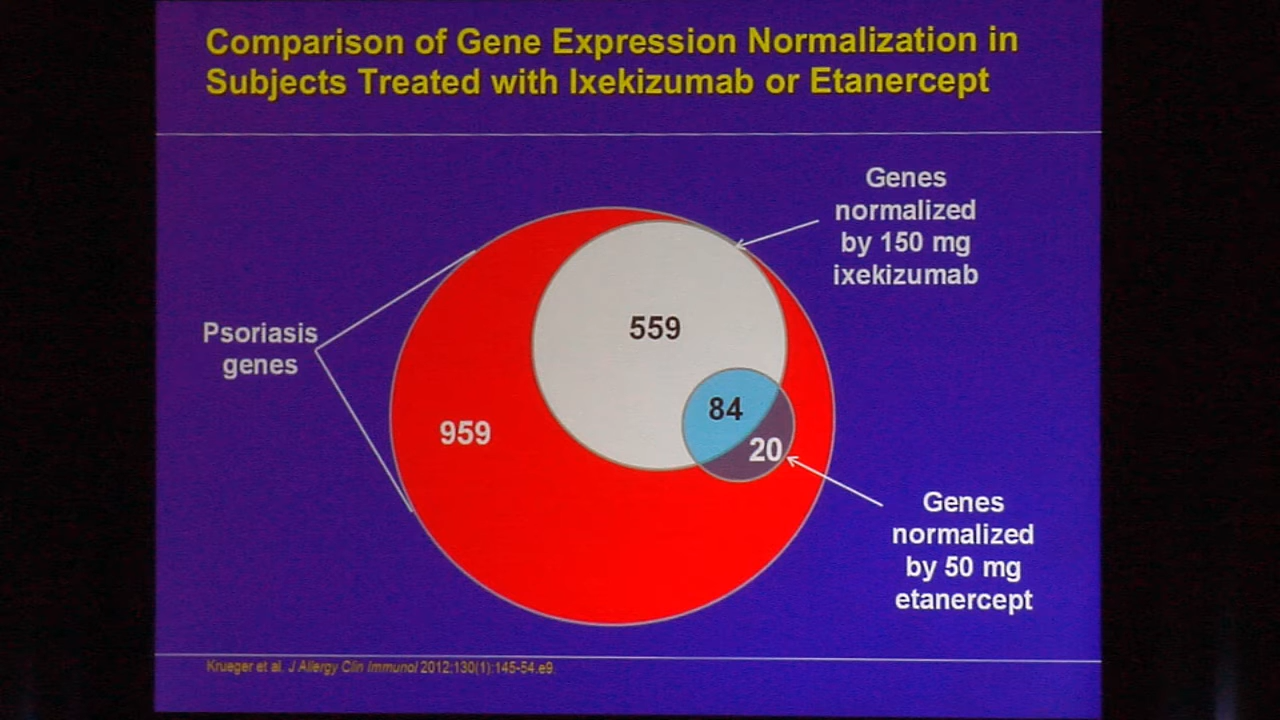 Comparison of Gene Expression Normalization in
Subjects Treated with Ixekizumab or Etanercept
Genes
normalized
by 150 mg
ixekizumab
559
Psoriasis
genes
84
959
20
Genes
normalized
by 50 mg
etanercept
Krueger et al. J Allergy Clin Immunol 2012;130(1):145-54.e9.